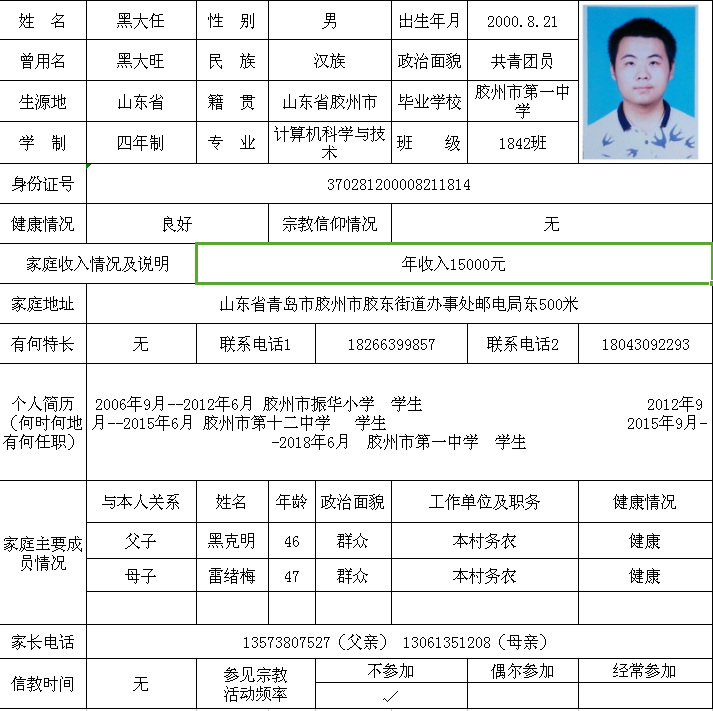 姓 名 黑大任 性 别 男 出生年月 2000.8.21
曾用名 黑大旺 民 族 汉族 政治面貌 共青团员
生源地 山东省 籍 贯 山东省胶州市 毕业学校 胶州市第一中
学
学 制 四年制 专 业 计算机科学与技
术 班 级 1842班
身份证号 370281200008211814
健康情况 良好 宗教信仰情况 无
家庭收入情况及说明 年收入15000元
家庭地址 山东省青岛市胶州市胶东街道办事处邮电局东500米
有何特长 无 联系电话1 18266399857 联系电话2 18043092293
个人简历
（何时何地
有何任职）
2006年9月--2012年6月 胶州市振华小学 学生 2012年9
月--2015年6月 胶州市第十二中学 学生 2015年9月-
-2018年6月 胶州市第一中学 学生
家庭主要成
员情况
与本人关系 姓名 年龄 政治面貌 工作单位及职务 健康情况
父子 黑克明 46 群众 本村务农 健康
母子 雷绪梅 47 群众 本村务农 健康
家长电话 13573807527（父亲） 13061351208（母亲）
信教时间 无 参见宗教
活动频率
不参加 偶尔参加 经常参加
✓